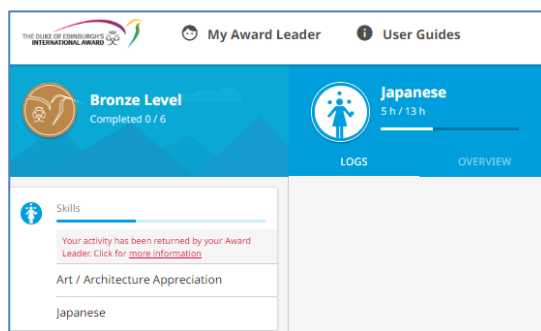 THE DUKE OF EDINBURGH'S
INTERNATIONAL AWARD
My Award Leader
User Guides
Bronze Level
Completed 0 / 6
Japanese
5 h / 13 h
LOGS
OVERVIEW
Skills
Your activity has been returned by your Award
Leader. Click for more information
Art / Architecture Appreciation
Japanese